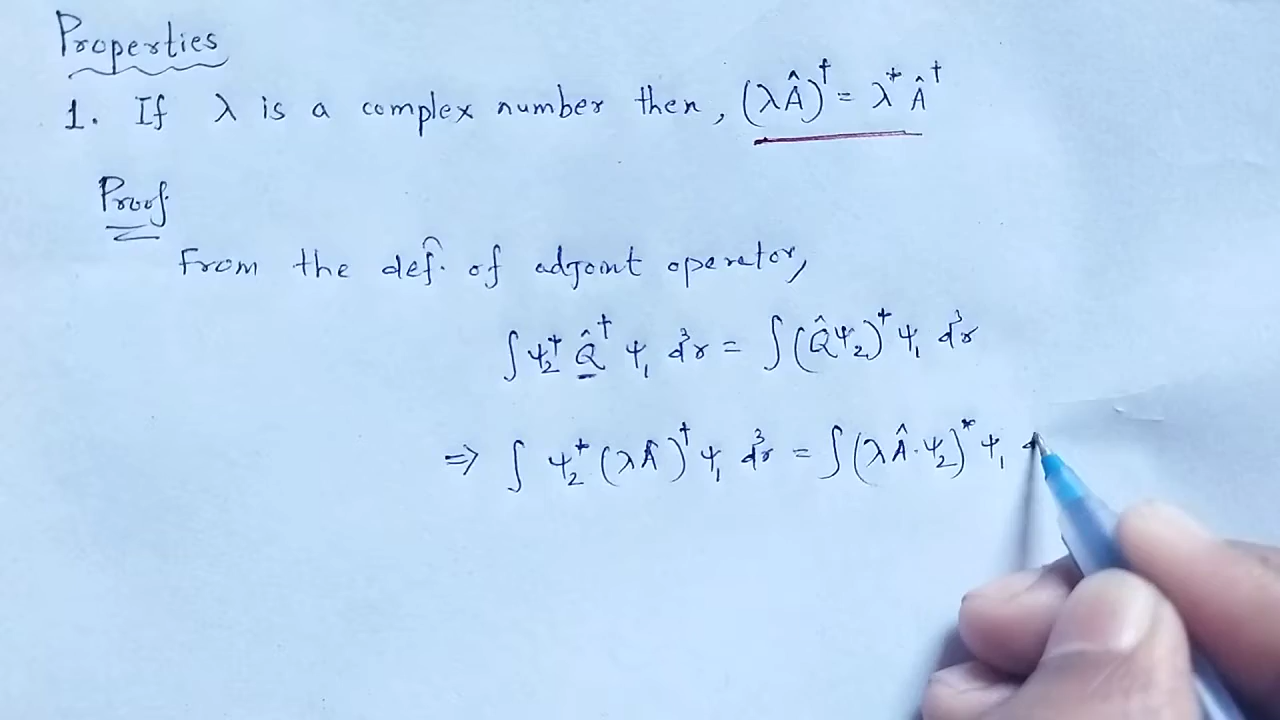 Properties
1. If λ is a complex number then, (λÂ)† = λ* Â†
Proof
From the def. of adjoint operator,
∫ψ₂* Q̂† ψ₁ d³r = ∫(Q̂ψ₂)* ψ₁ d³r
⇒ ∫ ψ₂* (λÂ)† ψ₁ d³r = ∫(λÂ·ψ₂)* ψ₁ d